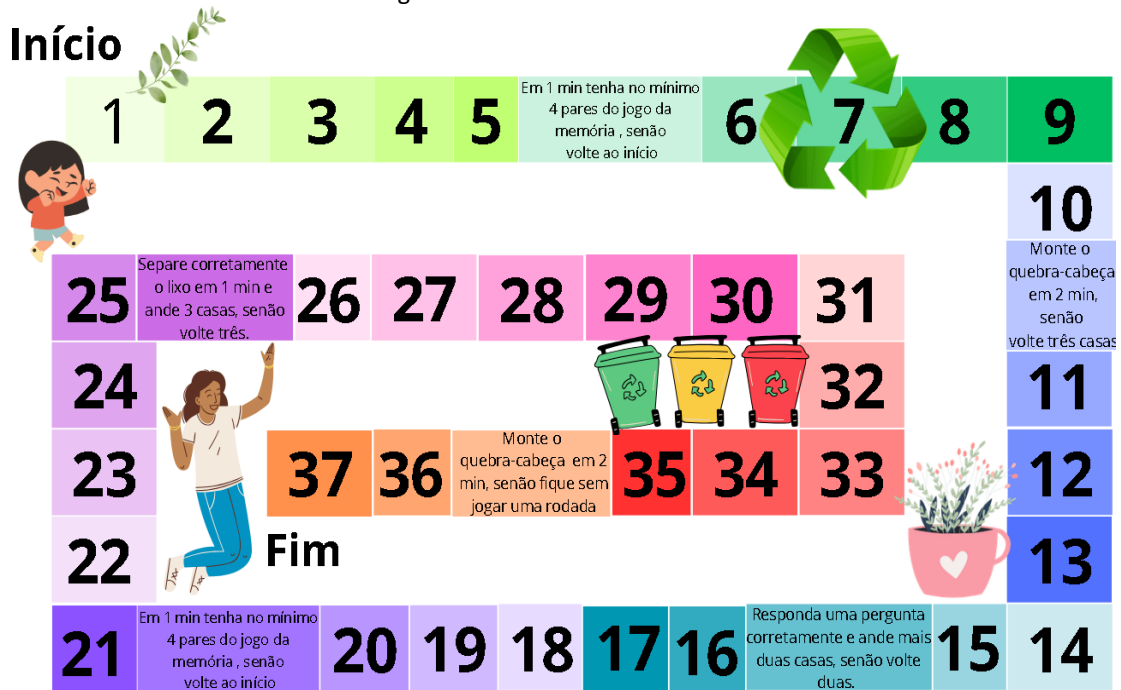 Início
1
2
3
4
5
Em 1 min tenha no mínimo
4 pares do jogo da
memória , senão
volte ao início
6
7
8
9
10
Monte o
quebra-cabeça
em 2 min,
senão
volte três casas
11
12
13
14
15
Responda uma pergunta
corretamente e ande mais
duas casas, senão volte
duas.
16
17
18
19
20
Em 1 min tenha no mínimo
4 pares do jogo da
memória , senão
volte ao início
21
22
23
24
25
Separe corretamente
o lixo em 1 min e
ande 3 casas, senão
volte três.
26
27
28
29
30
31
32
33
34
35
Monte o
quebra-cabeça em 2
min, senão fique sem
jogar uma rodada
36
37
Fim